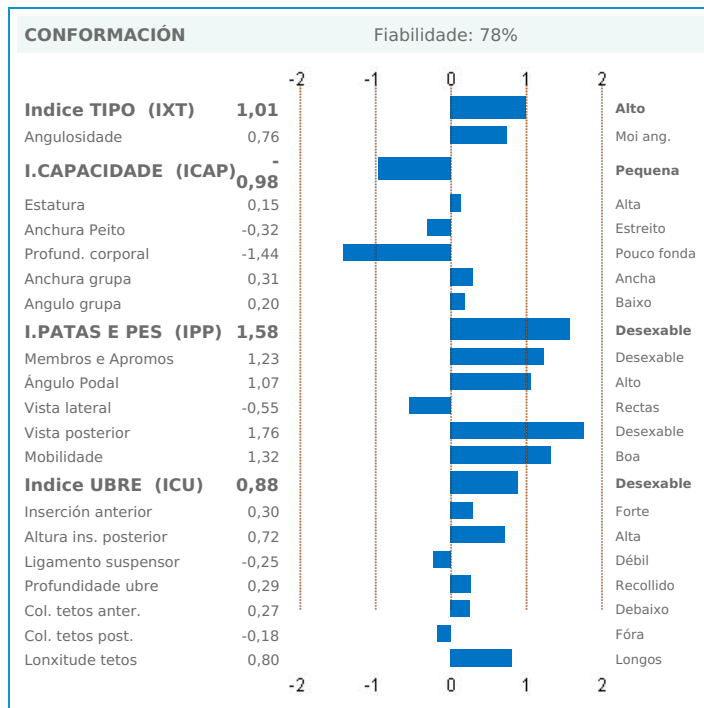 CONFORMACIÓN Fiabilidade: 78%
-2 -1 0 1 2
Indice TIPO (IXT) 1,01 Alto
Angulosidade 0,76 Moi ang.
I.CAPACIDADE (ICAP) -0,98 Pequena
Estatura 0,15 Alta
Anchura Peito -0,32 Estreito
Profund. corporal -1,44 Pouco fonda
Anchura grupa 0,31 Ancha
Angulo grupa 0,20 Baixo
I.PATAS E PES (IPP) 1,58 Desexable
Membros e Apromos 1,23 Desexable
Ángulo Podal 1,07 Alto
Vista lateral -0,55 Rectas
Vista posterior 1,76 Desexable
Mobilidade 1,32 Boa
Indice UBRE (ICU) 0,88 Desexable
Inserción anterior 0,30 Forte
Altura ins. posterior 0,72 Alta
Ligamento suspensor -0,25 Débil
Profundidade ubre 0,29 Recollido
Col. tetos anter. 0,27 Debaixo
Col. tetos post. -0,18 Fóra
Lonxitude tetos 0,80 Longos
-2 -1 0 1 2